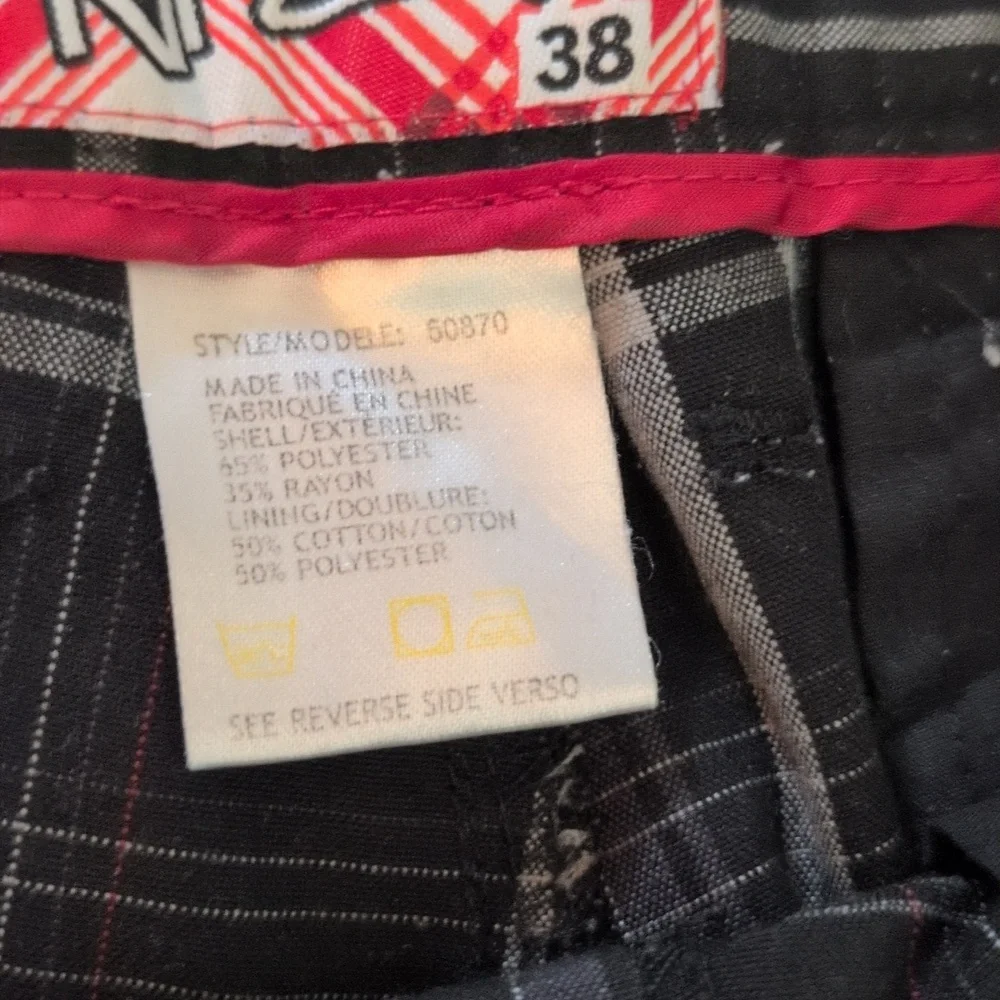 38
STYLE/MODELE: 60870
MADE IN CHINA
FABRIQUÉ EN CHINE
SHELL/EXTÉRIEUR:
65% POLYESTER
35% RAYON
LINING/DOUBLURE:
50% COTTON/COTON
50% POLYESTER
SEE REVERSE SIDE VERSO